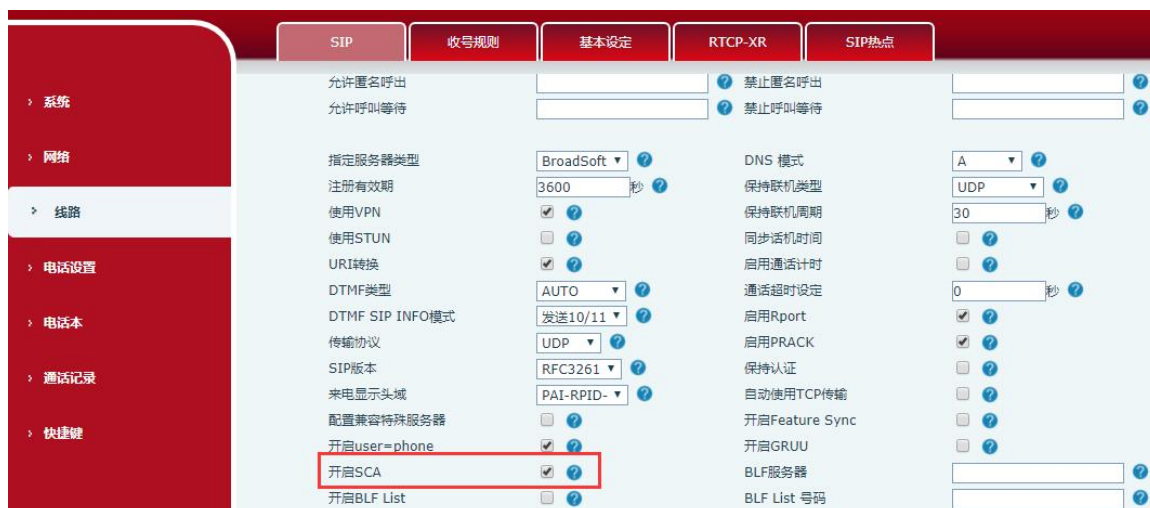 SIP 收号规则 基本设定 RTCP-XR SIP热点
系统
网络
线路
电话设置
电话本
通话记录
快捷键
允许匿名呼出 禁止匿名呼出
允许呼叫等待 禁止呼叫等待
指定服务器类型 BroadSoft DNS 模式 A
注册有效期 3600 秒 保持联机类型 UDP
使用VPN 保持联机周期 30 秒
使用STUN 同步话机时间
URI转换 启用通话计时
DTMF类型 AUTO 通话超时设定 0 秒
DTMF SIP INFO模式 发送10/11 启用Rport
传输协议 UDP 启用PRACK
SIP版本 RFC3261 保持认证
来电显示头域 PAI-RPID- 自动使用TCP传输
配置兼容特殊服务器 开启Feature Sync
开启user=phone 开启GRUU
开启SCA BLF服务器
开启BLF List BLF List 号码